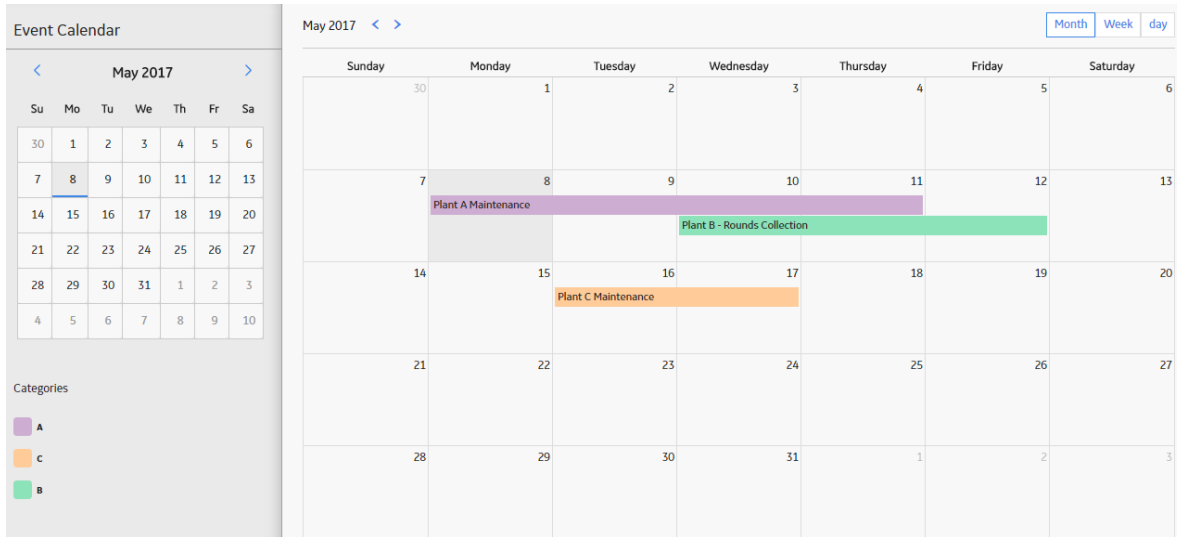 Event Calendar
May 2017
Su Mo Tu We Th Fr Sa
30 1 2 3 4 5 6
7 8 9 10 11 12 13
14 15 16 17 18 19 20
21 22 23 24 25 26 27
28 29 30 31 1 2 3
4 5 6 7 8 9 10
Categories
A
C
B
May 2017
Month Week day
Sunday Monday Tuesday Wednesday Thursday Friday Saturday
30 1 2 3 4 5 6
7 8 9 10 11 12 13
Plant A Maintenance
Plant B - Rounds Collection
14 15 16 17 18 19 20
Plant C Maintenance
21 22 23 24 25 26 27
28 29 30 31 1 2 3